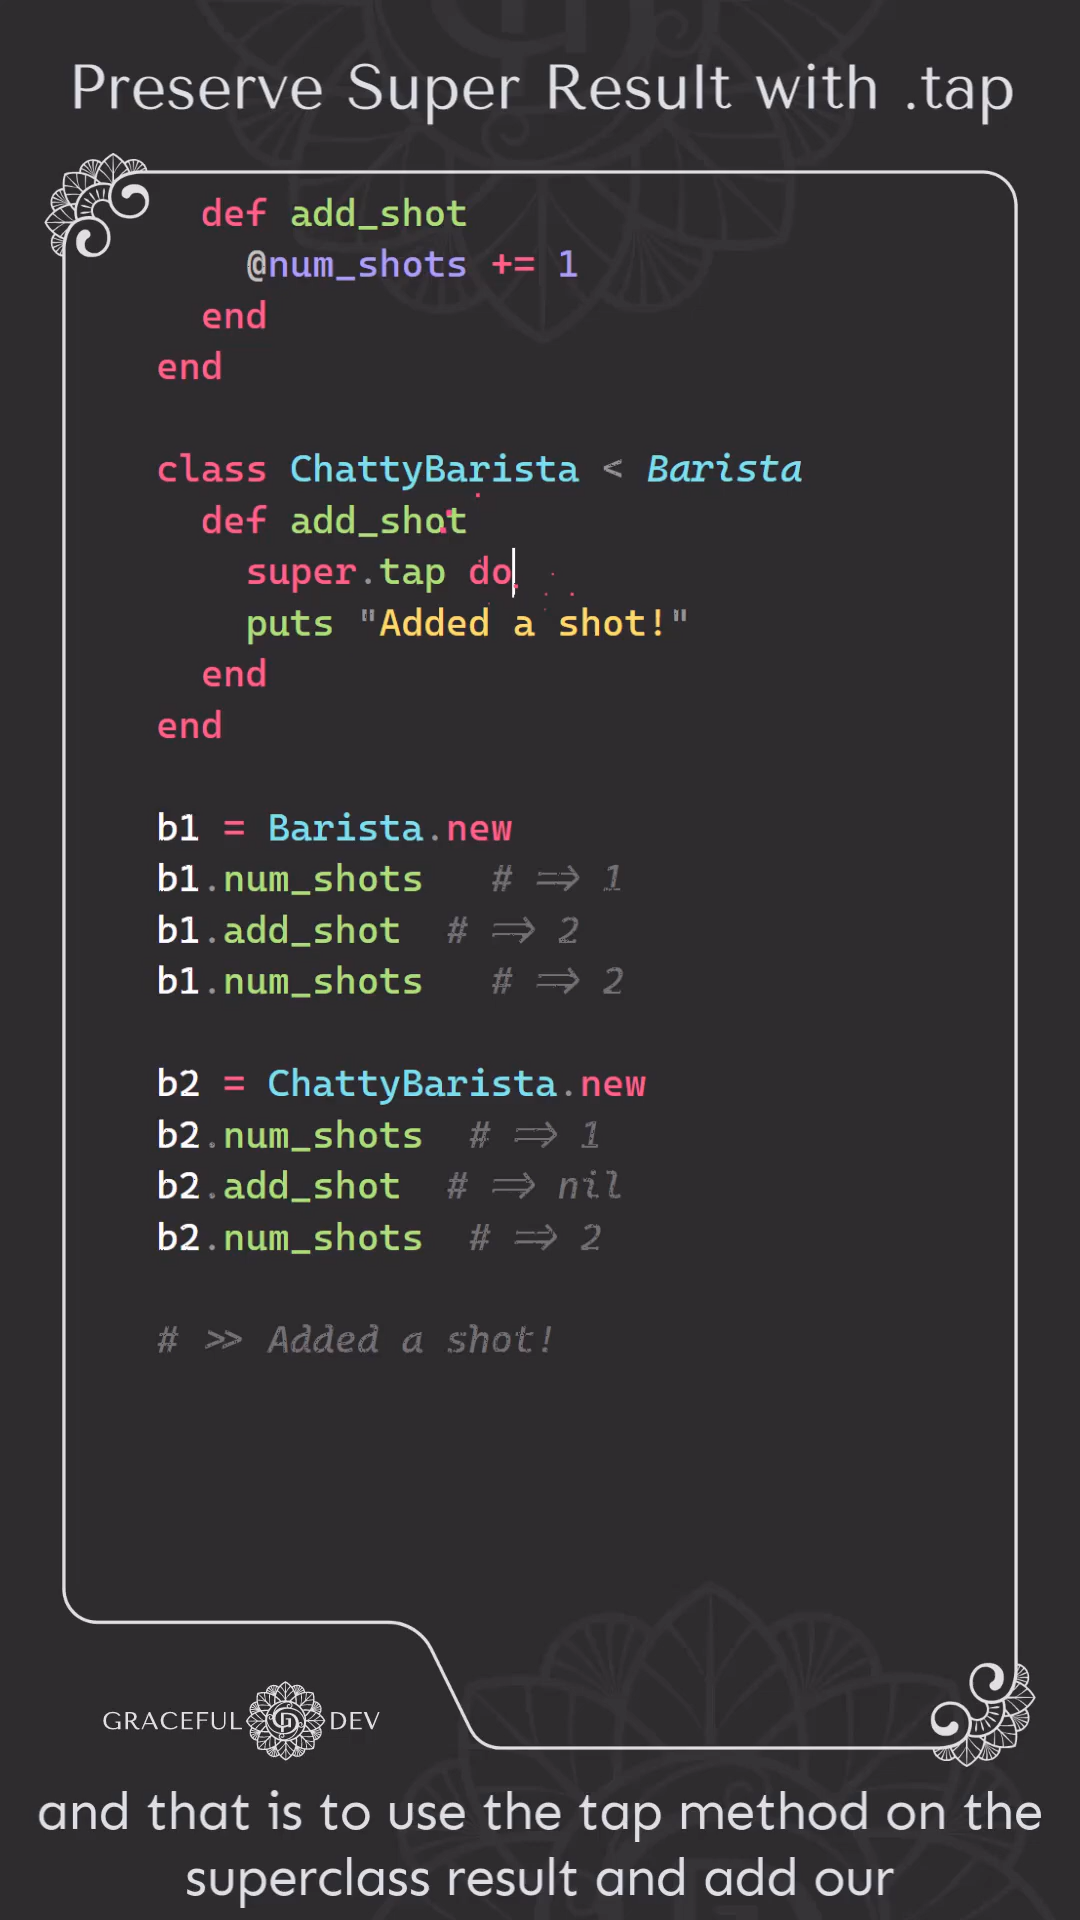 Preserve Super Result with .tap
def add_shot
@num_shots += 1
end
end
class ChattyBarista < Barista
def add_shot
super.tap do
puts "Added a shot!"
end
end
b1 = Barista.new
b1.num_shots # => 1
b1.add_shot # => 2
b1.num_shots # => 2
b2 = ChattyBarista.new
b2.num_shots # => 1
b2.add_shot # => nil
b2.num_shots # => 2
# >> Added a shot!
GRACEFUL DEV
and that is to use the tap method on the
superclass result and add our